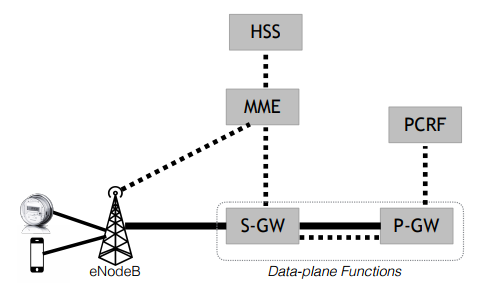 HSS
MME
PCRF
S-GW
P-GW
eNodeB
Data-plane Functions